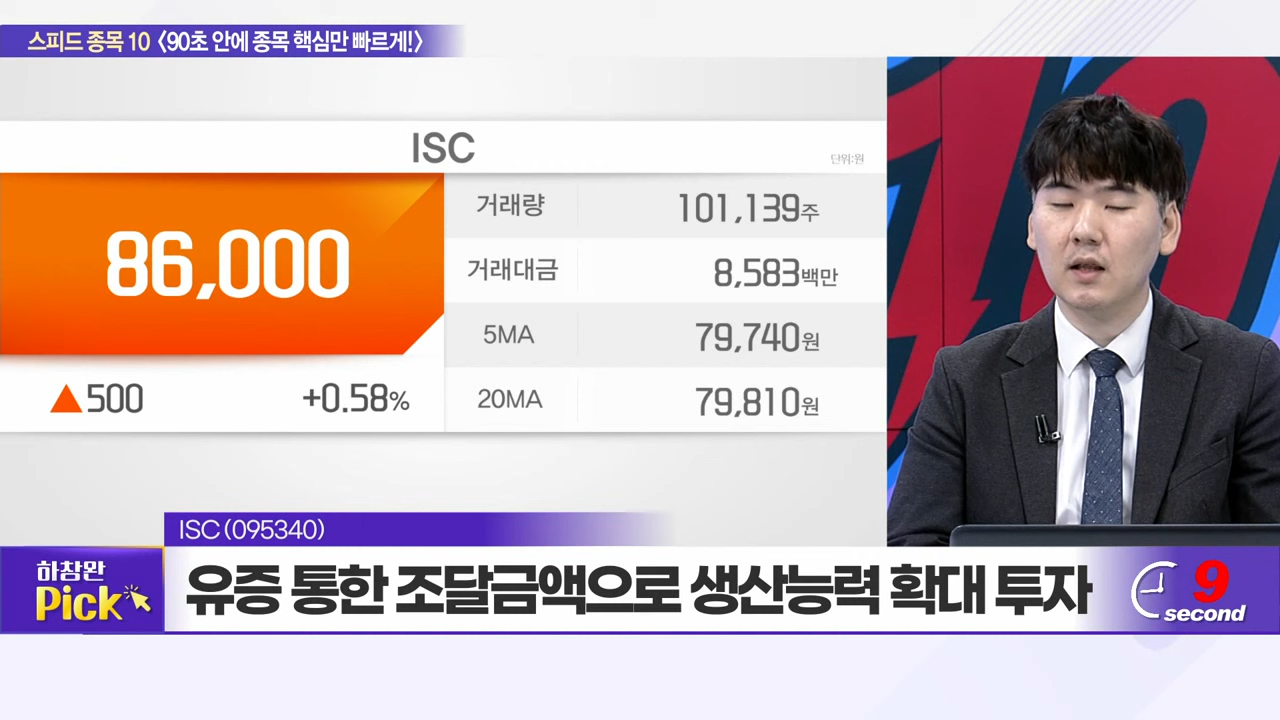 스피드 종목 10 〈90초 안에 종목 핵심만 빠르게!〉
ISC
단위:원
86,000
▲500 +0.58%
거래량 101,139주
거래대금 8,583백만
5MA 79,740원
20MA 79,810원
ISC (095340)
하창완
Pick
유증 통한 조달금액으로 생산능력 확대 투자
9
second